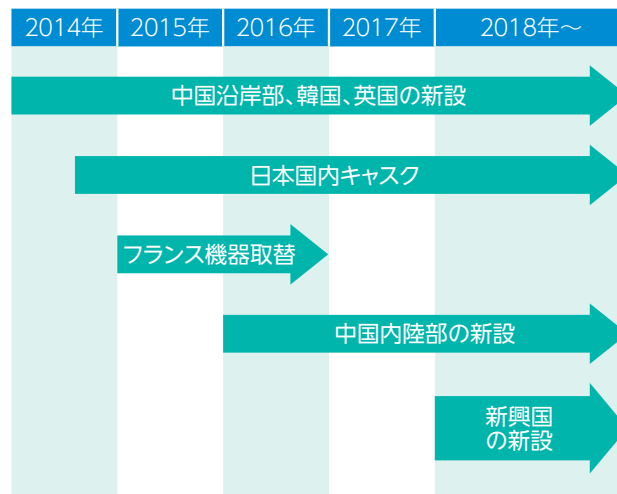 2014年 2015年 2016年 2017年 2018年～
中国沿岸部、韓国、英国の新設
日本国内キャスク
フランス機器取替
中国内陸部の新設
新興国
の新設